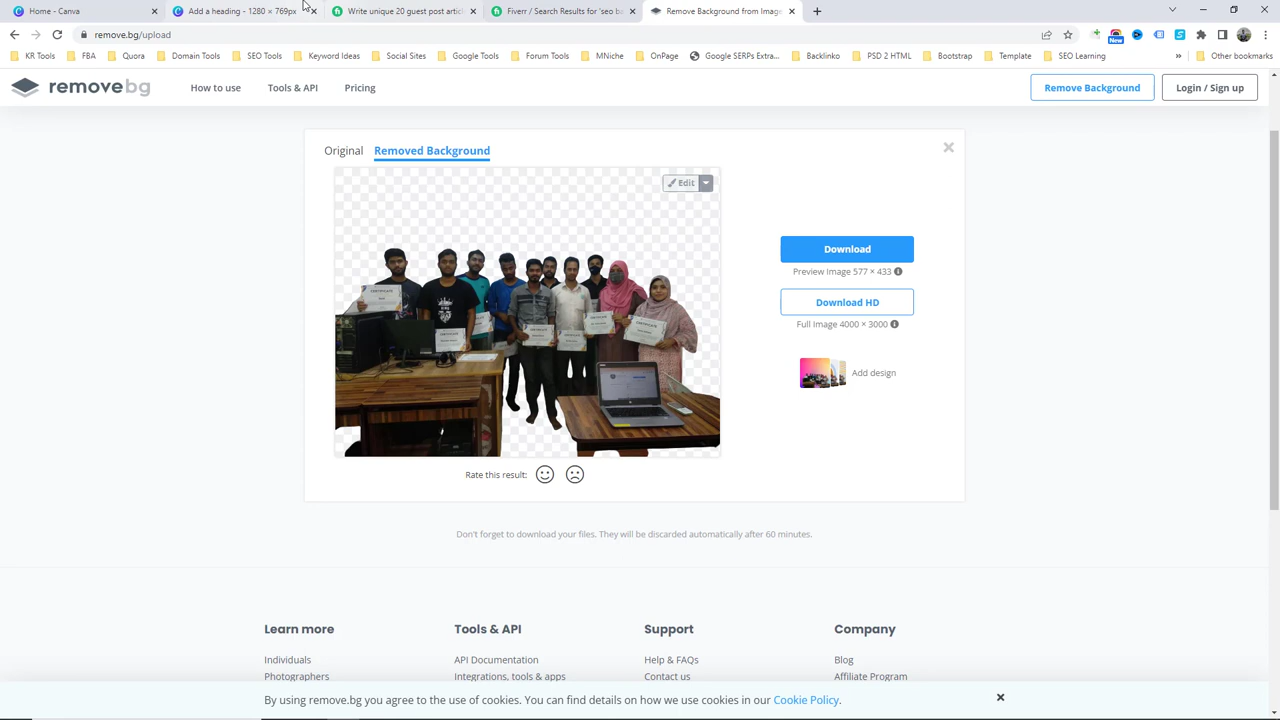 Home - Canva
Add a heading - 1280 × 769px
Write unique 20 guest post article
Fiverr / Search Results for 'seo ba
Remove Background from Image
remove.bg/upload
New
KR Tools
FBA
Quora
Domain Tools
SEO Tools
Keyword Ideas
Social Sites
Google Tools
Forum Tools
MNiche
OnPage
Google SERPs Extra...
Backlinko
PSD 2 HTML
Bootstrap
Template
SEO Learning
»
Other bookmarks
removebg
How to use
Tools & API
Pricing
Remove Background
Login / Sign up
Original
Removed Background
Edit
CERTIFICATE
Download
Preview Image 577 × 433
Download HD
Full Image 4000 × 3000
Add design
Rate this result:
Don't forget to download your files. They will be discarded automatically after 60 minutes.
Learn more
Tools & API
Support
Company
Individuals
API Documentation
Help & FAQs
Blog
Photographers
Integrations, tools & apps
Contact us
Affiliate Program
By using remove.bg you agree to the use of cookies. You can find details on how we use cookies in our Cookie Policy.